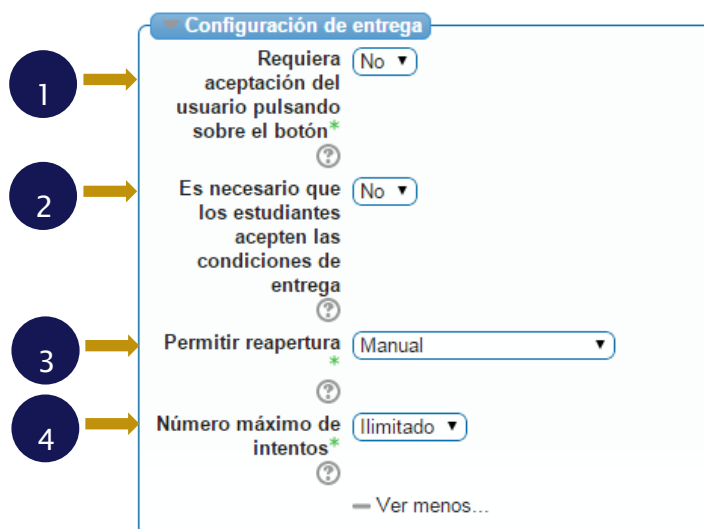 Configuración de entrega
1
Requiera No
aceptación del
usuario pulsando
sobre el botón*
?
2
Es necesario que No
los estudiantes
acepten las
condiciones de
entrega
?
3
Permitir reapertura Manual
*
?
4
Número máximo de Ilimitado
intentos*
?
Ver menos...